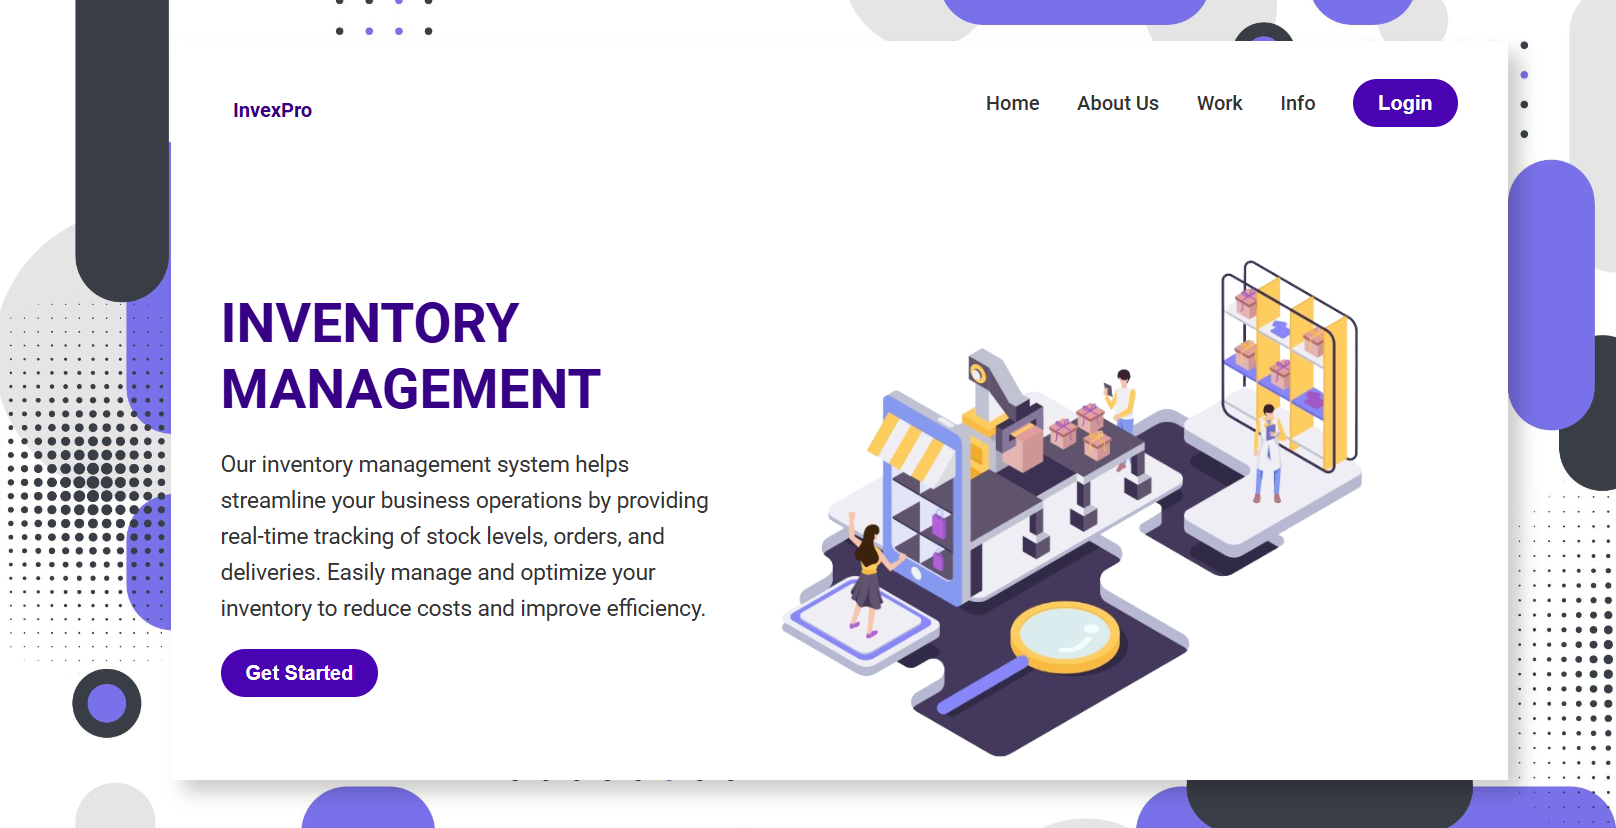 InvexPro
Home About Us Work Info Login
INVENTORY
MANAGEMENT
Our inventory management system helps
streamline your business operations by providing
real-time tracking of stock levels, orders, and
deliveries. Easily manage and optimize your
inventory to reduce costs and improve efficiency.
Get Started